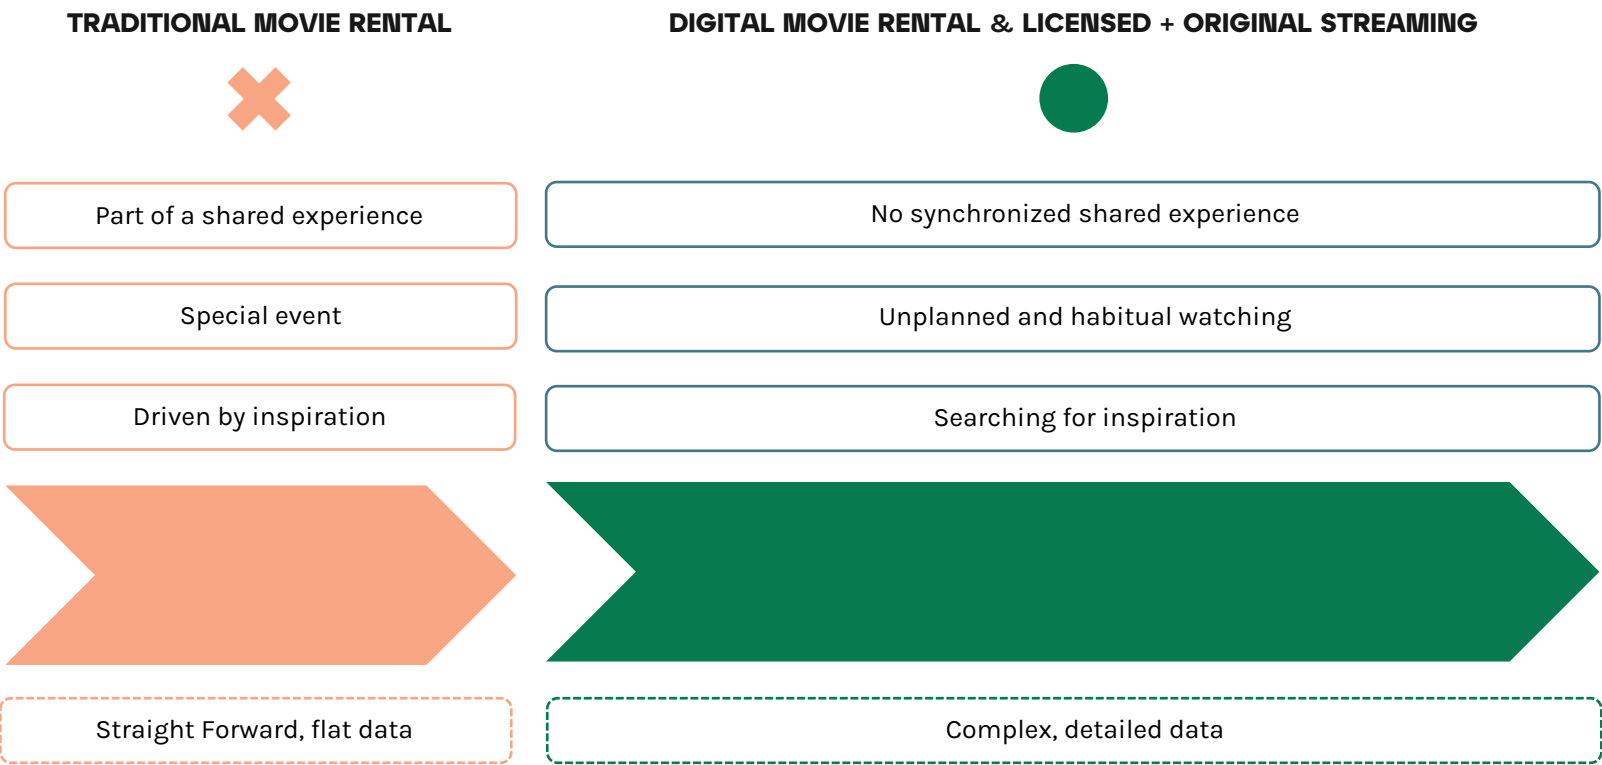 TRADITIONAL MOVIE RENTAL
DIGITAL MOVIE RENTAL & LICENSED + ORIGINAL STREAMING
Part of a shared experience
No synchronized shared experience
Special event
Unplanned and habitual watching
Driven by inspiration
Searching for inspiration
Straight Forward, flat data
Complex, detailed data